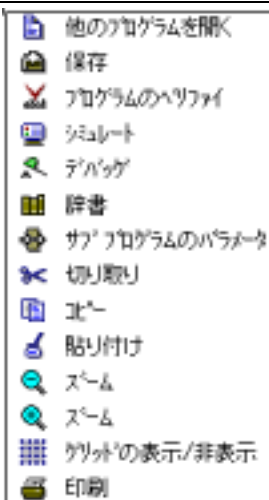 他のﾌﾟﾛｸﾞﾗﾑを開く
保存
ﾌﾟﾛｸﾞﾗﾑのﾍﾞﾘﾌｧｲ
ｼﾐｭﾚｰﾄ
ﾃﾞﾊﾞｯｸﾞ
辞書
ｻﾌﾞﾌﾟﾛｸﾞﾗﾑのﾊﾟﾗﾒｰﾀ
切り取り
ｺﾋﾟｰ
貼り付け
ｽﾞｰﾑ
ｽﾞｰﾑ
ｸﾞﾘｯﾄﾞの表示/非表示
印刷